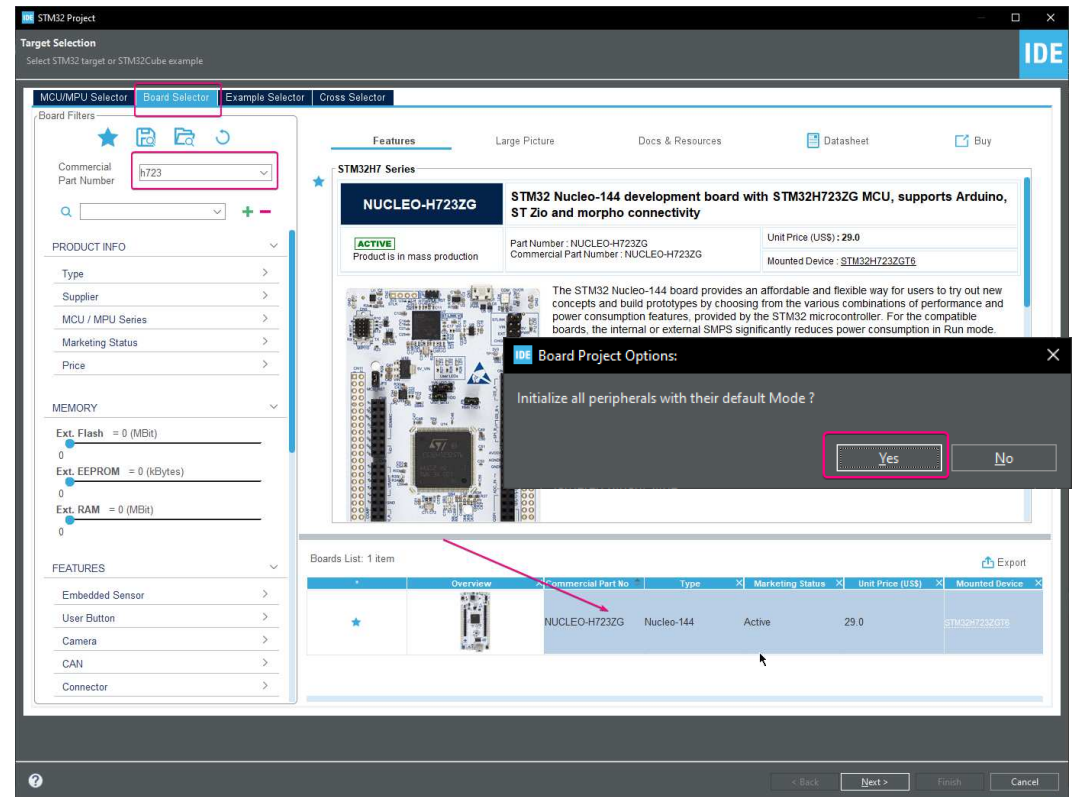 IDE STM32 Project
Target Selection
Select STM32 target or STM32Cube example
IDE
MCU/MPU Selector Board Selector Example Selector Cross Selector
Board Filters
Commercial
Part Number
h723
PRODUCT INFO
Type
Supplier
MCU / MPU Series
Marketing Status
Price
MEMORY
Ext. Flash = 0 (MBit)
0
Ext. EEPROM = 0 (kBytes)
0
Ext. RAM = 0 (MBit)
0
FEATURES
Embedded Sensor
User Button
Camera
CAN
Connector
Features Large Picture Docs & Resources Datasheet Buy
STM32H7 Series
NUCLEO-H723ZG
STM32 Nucleo-144 development board with STM32H723ZG MCU, supports Arduino,
ST Zio and morpho connectivity
ACTIVE
Product is in mass production
Part Number : NUCLEO-H723ZG
Commercial Part Number : NUCLEO-H723ZG
Unit Price (US$) : 29.0
Mounted Device : STM32H723ZGT6
The STM32 Nucleo-144 board provides an affordable and flexible way for users to try out new
concepts and build prototypes by choosing from the various combinations of performance and
power consumption features, provided by the STM32 microcontroller. For the compatible
boards, the internal or external SMPS significantly reduces power consumption in Run mode.
IDE Board Project Options:
Initialize all peripherals with their default Mode ?
Yes No
Boards List: 1 item
Export
* Overview Commercial Part No Type Marketing Status Unit Price (US$) Mounted Device
NUCLEO-H723ZG Nucleo-144 Active 29.0 STM32H723ZGT6
< Back Next > Finish Cancel